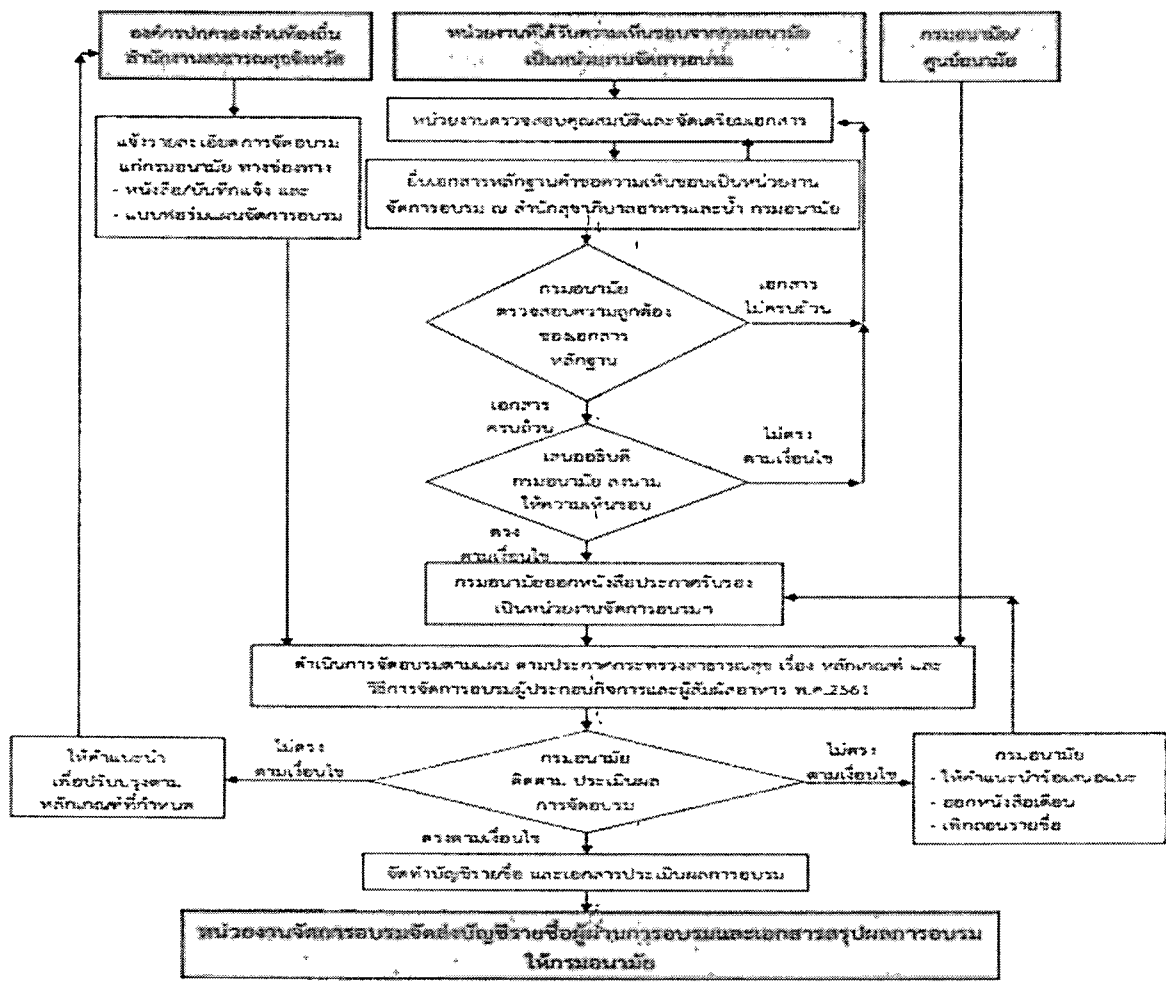 องค์กรปกครองส่วนท้องถิ่น
สำนักงานสาธารณสุขจังหวัด
หน่วยงานที่ได้รับความเห็นชอบจากกรมอนามัย
เป็นหน่วยงานจัดการอบรม
กรมอนามัย/
ศูนย์อนามัย
หน่วยงานตรวจสอบคุณสมบัติและจัดเตรียมเอกสาร
แจ้งรายละเอียดการจัดอบรม
แก่กรมอนามัย ทางช่องทาง
- หนังสือ/บันทึกแจ้ง และ
- แบบฟอร์มแผนจัดการอบรม
ยื่นเอกสารหลักฐานคำขอความเห็นชอบเป็นหน่วยงาน
จัดการอบรม ณ สำนักสุขาภิบาลอาหารและน้ำ กรมอนามัย
กรมอนามัย
ตรวจสอบความถูกต้อง
ของเอกสาร
หลักฐาน
เอกสาร
ไม่ครบถ้วน
เอกสาร
ครบถ้วน
เสนออธิบดี
กรมอนามัย ลงนาม
ให้ความเห็นชอบ
ไม่ตรง
ตามเงื่อนไข
ตรง
ตามเงื่อนไข
กรมอนามัยออกหนังสือประกาศรับรอง
เป็นหน่วยงานจัดการอบรมฯ
ดำเนินการจัดอบรมตามแผน ตามประกาศกระทรวงสาธารณสุข เรื่อง หลักเกณฑ์ และ
วิธีการจัดการอบรมผู้ประกอบกิจการและผู้สัมผัสอาหาร พ.ศ.2561
ให้คำแนะนำ
เพื่อปรับปรุงตาม
หลักเกณฑ์ที่กำหนด
ไม่ตรง
ตามเงื่อนไข
กรมอนามัย
ติดตาม ประเมินผล
การจัดอบรม
ไม่ตรง
ตามเงื่อนไข
กรมอนามัย
- ให้คำแนะนำข้อเสนอแนะ
- ออกหนังสือเตือน
- เพิกถอนรายชื่อ
ตรงตามเงื่อนไข
จัดทำบัญชีรายชื่อ และเอกสารประเมินผลการอบรม
หน่วยงานจัดการอบรมจัดส่งบัญชีรายชื่อผู้ผ่านการอบรมและเอกสารสรุปผลการอบรม
ให้กรมอนามัย